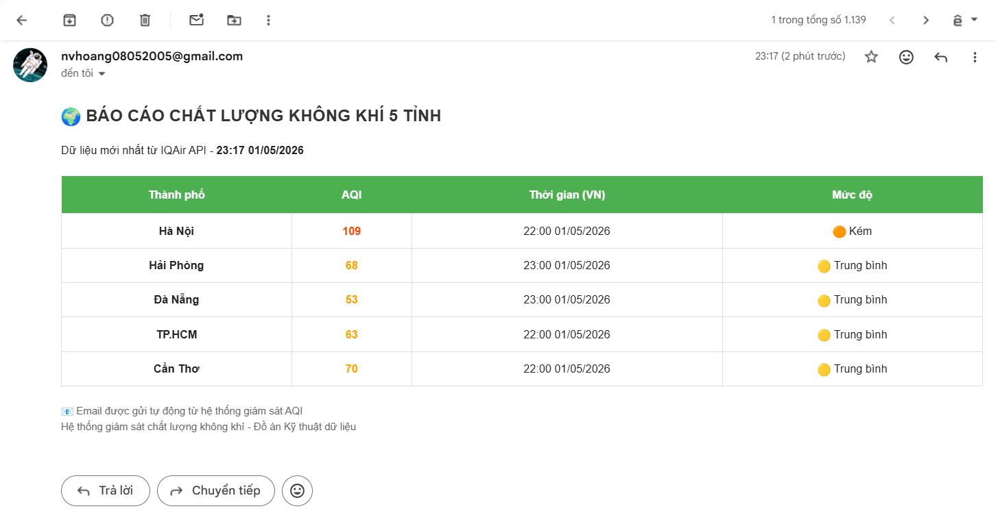 1 trong tổng số 1.139
ê
nvhoang08052005@gmail.com
23:17 (2 phút trước)
đến tôi
BÁO CÁO CHẤT LƯỢNG KHÔNG KHÍ 5 TỈNH
Dữ liệu mới nhất từ IQAir API - 23:17 01/05/2026
Thành phố AQI Thời gian (VN) Mức độ
Hà Nội 109 22:00 01/05/2026 Kém
Hải Phòng 68 23:00 01/05/2026 Trung bình
Đà Nẵng 53 23:00 01/05/2026 Trung bình
TP.HCM 63 22:00 01/05/2026 Trung bình
Cần Thơ 70 22:00 01/05/2026 Trung bình
Email được gửi tự động từ hệ thống giám sát AQI
Hệ thống giám sát chất lượng không khí - Đồ án Kỹ thuật dữ liệu
Trả lời
Chuyển tiếp